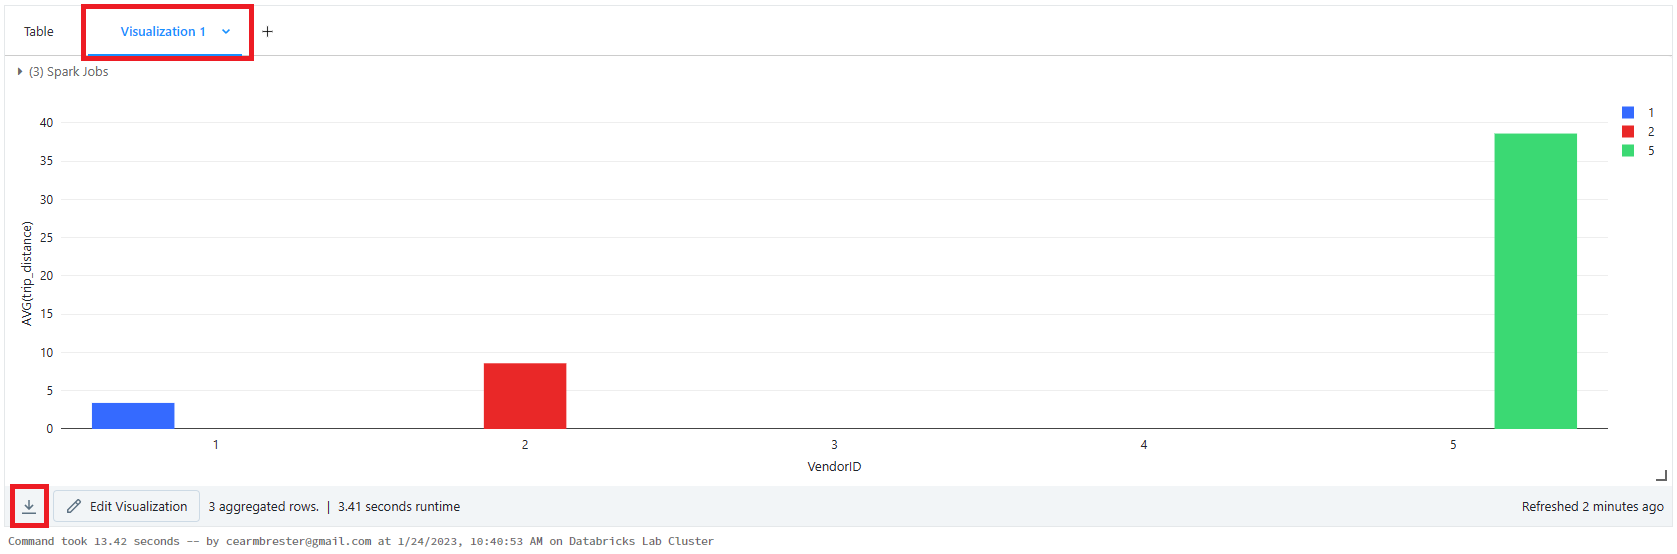 Table Visualization 1 +
(3) Spark Jobs
1
2
5
40
35
30
25
20
15
10
5
0
AVG(trip_distance)
1 2 3 4 5
VendorID
Edit Visualization 3 aggregated rows. | 3.41 seconds runtime Refreshed 2 minutes ago
Command took 13.42 seconds -- by cearmbrester@gmail.com at 1/24/2023, 10:40:53 AM on Databricks Lab Cluster